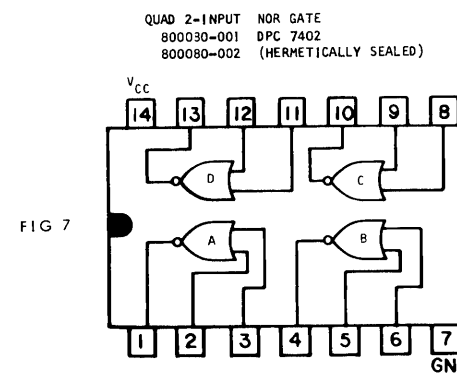 QUAD 2-INPUT NOR GATE
800030-001 DPC 7402
800080-002 (HERMETICALLY SEALED)
VCC
14 13 12 11 10 9 8
D C
FIG 7
A B
1 2 3 4 5 6 7
GN